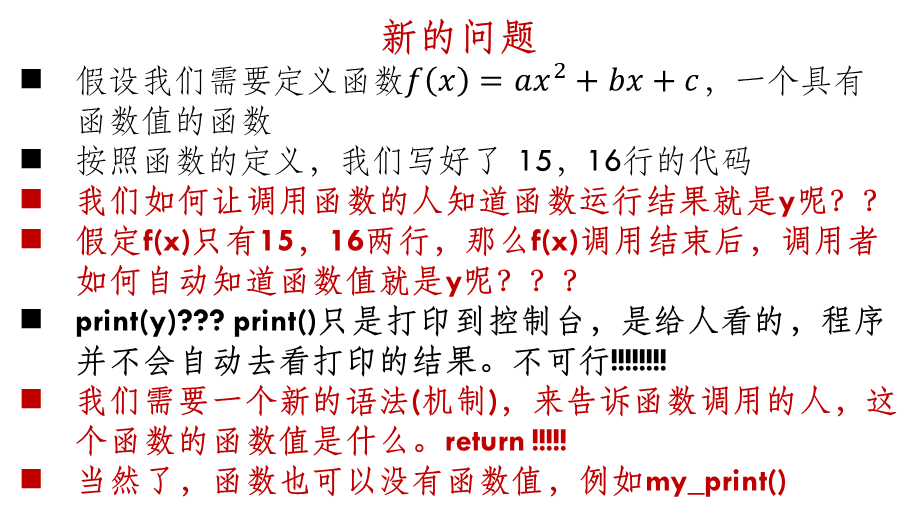 新的问题
■ 假设我们需要定义函数𝑓(𝑥) = 𝑎𝑥² + 𝑏𝑥 + 𝑐，一个具有
函数值的函数
■ 按照函数的定义，我们写好了 15，16行的代码
■ 我们如何让调用函数的人知道函数运行结果就是y呢？？
■ 假定f(x)只有15，16两行，那么f(x)调用结束后，调用者
如何自动知道函数值就是y呢？？？
■ print(y)??? print()只是打印到控制台，是给人看的，程序
并不会自动去看打印的结果。不可行!!!!!!!!
■ 我们需要一个新的语法(机制)，来告诉函数调用的人，这
个函数的函数值是什么。return !!!!!
■ 当然了，函数也可以没有函数值，例如my_print()